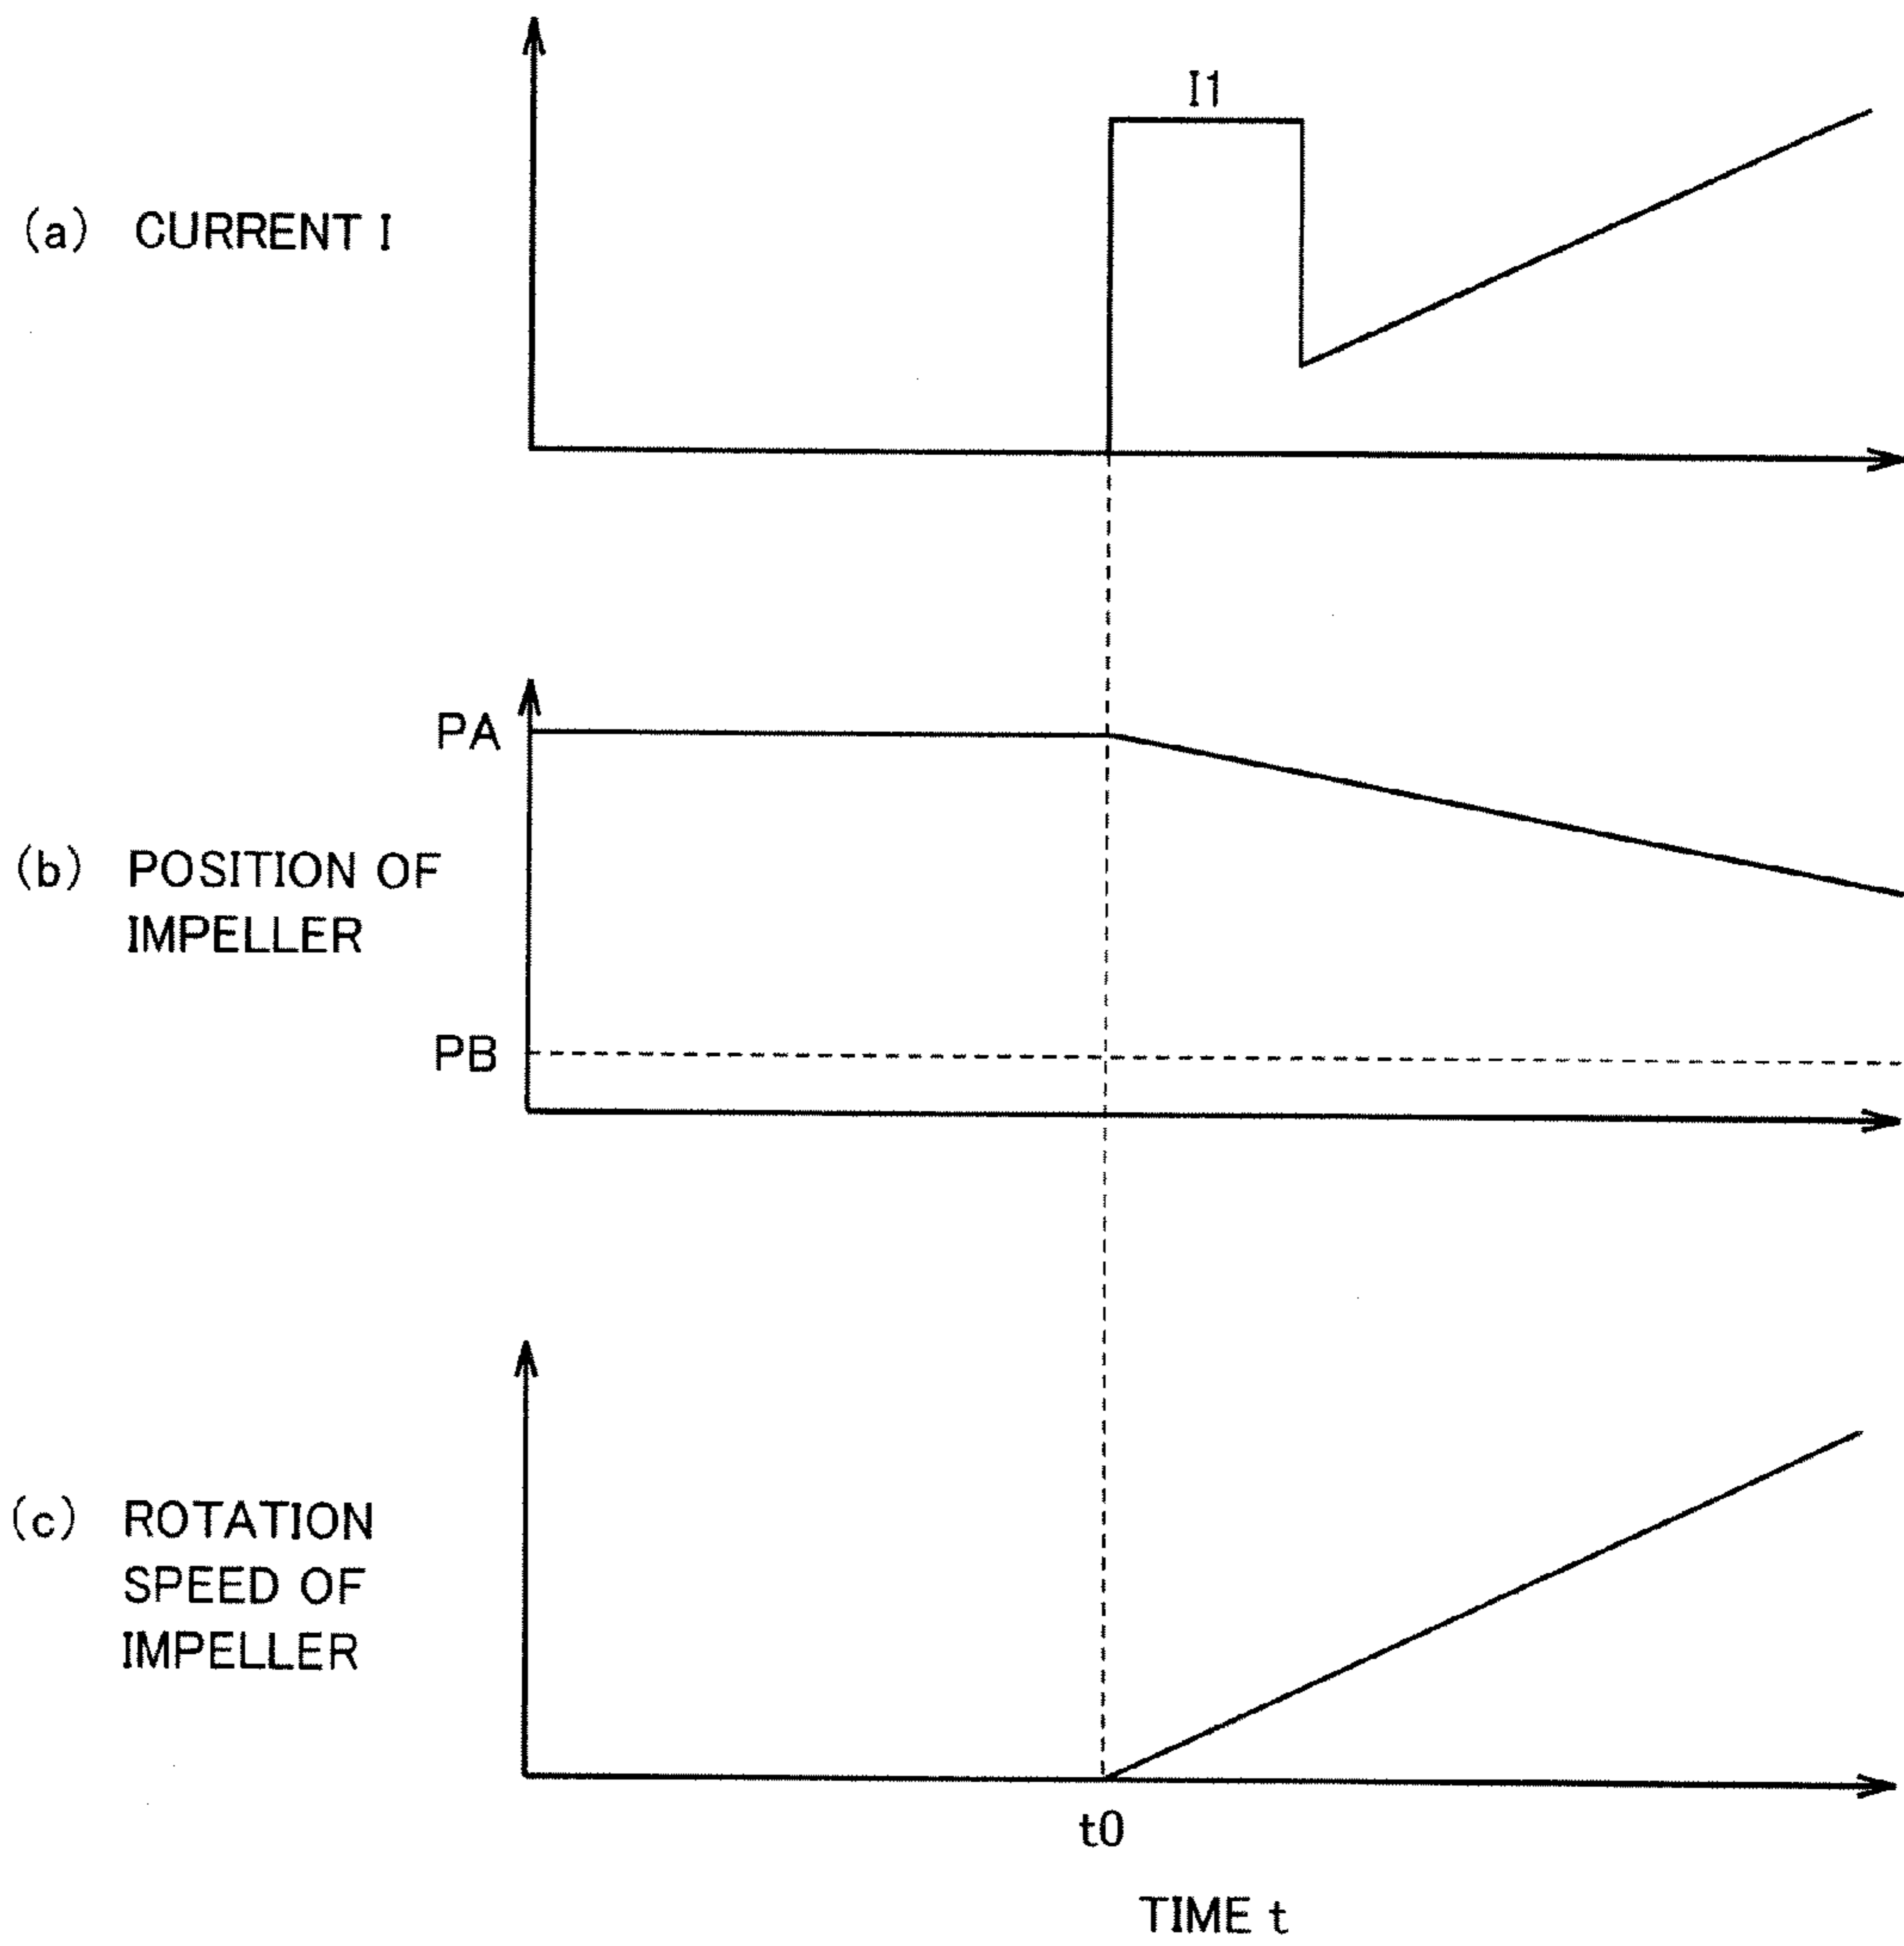 I1
(a) CURRENT I
PA
(b) POSITION OF
IMPELLER
PB
(c) ROTATION
SPEED OF
IMPELLER
t0
TIME t